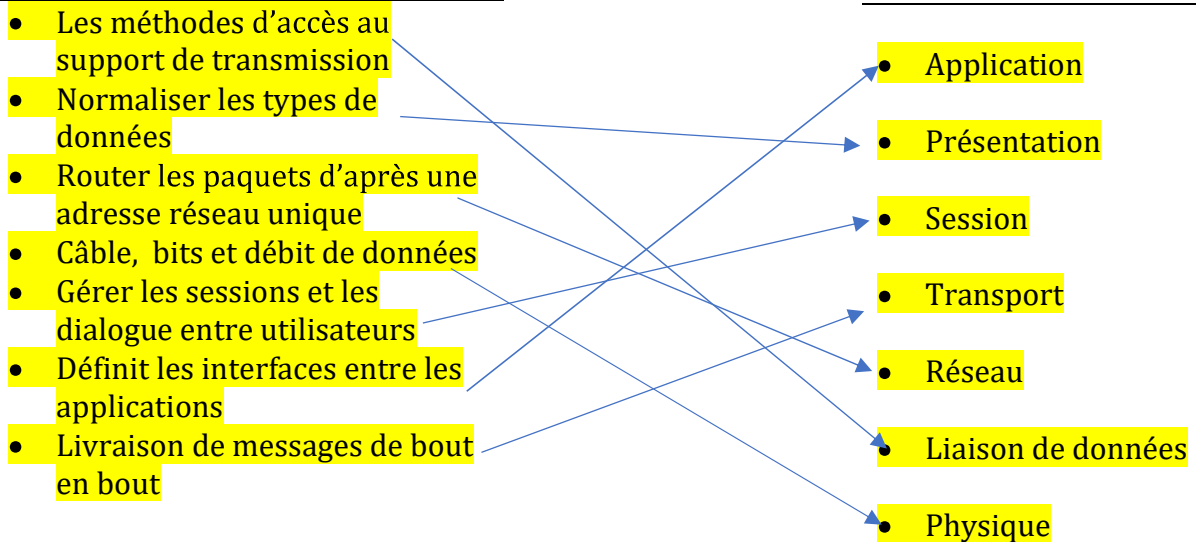 • Les méthodes d'accès au
support de transmission
• Normaliser les types de
données
• Router les paquets d'après une
adresse réseau unique
• Câble, bits et débit de données
• Gérer les sessions et les
dialogue entre utilisateurs
• Définit les interfaces entre les
applications
• Livraison de messages de bout
en bout
• Application
• Présentation
• Session
• Transport
• Réseau
• Liaison de données
• Physique